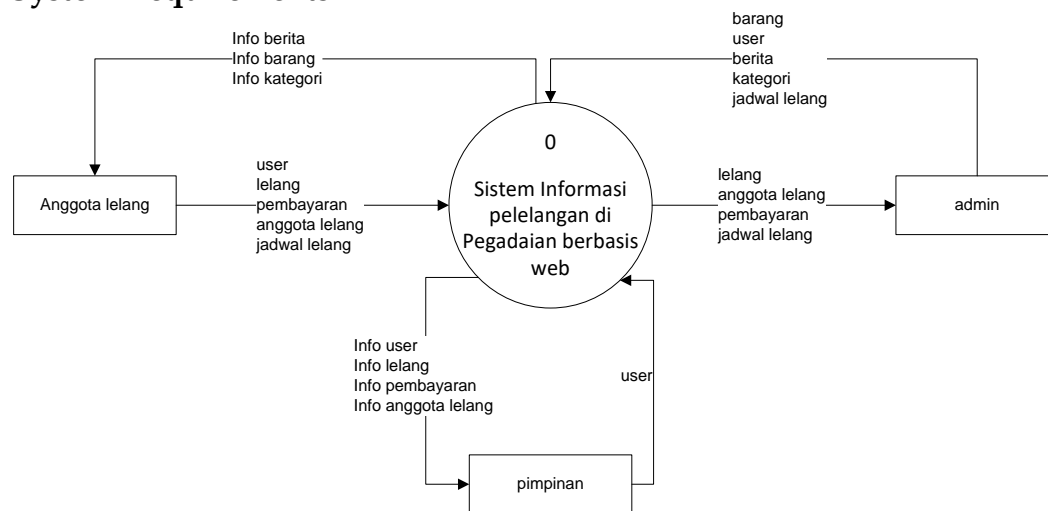 Info berita
Info barang
Info kategori
barang
user
berita
kategori
jadwal lelang
0
Sistem Informasi
pelelangan di
Pegadaian berbasis
web
Anggota lelang
user
lelang
pembayaran
anggota lelang
jadwal lelang
lelang
anggota lelang
pembayaran
jadwal lelang
admin
Info user
Info lelang
Info pembayaran
Info anggota lelang
user
pimpinan